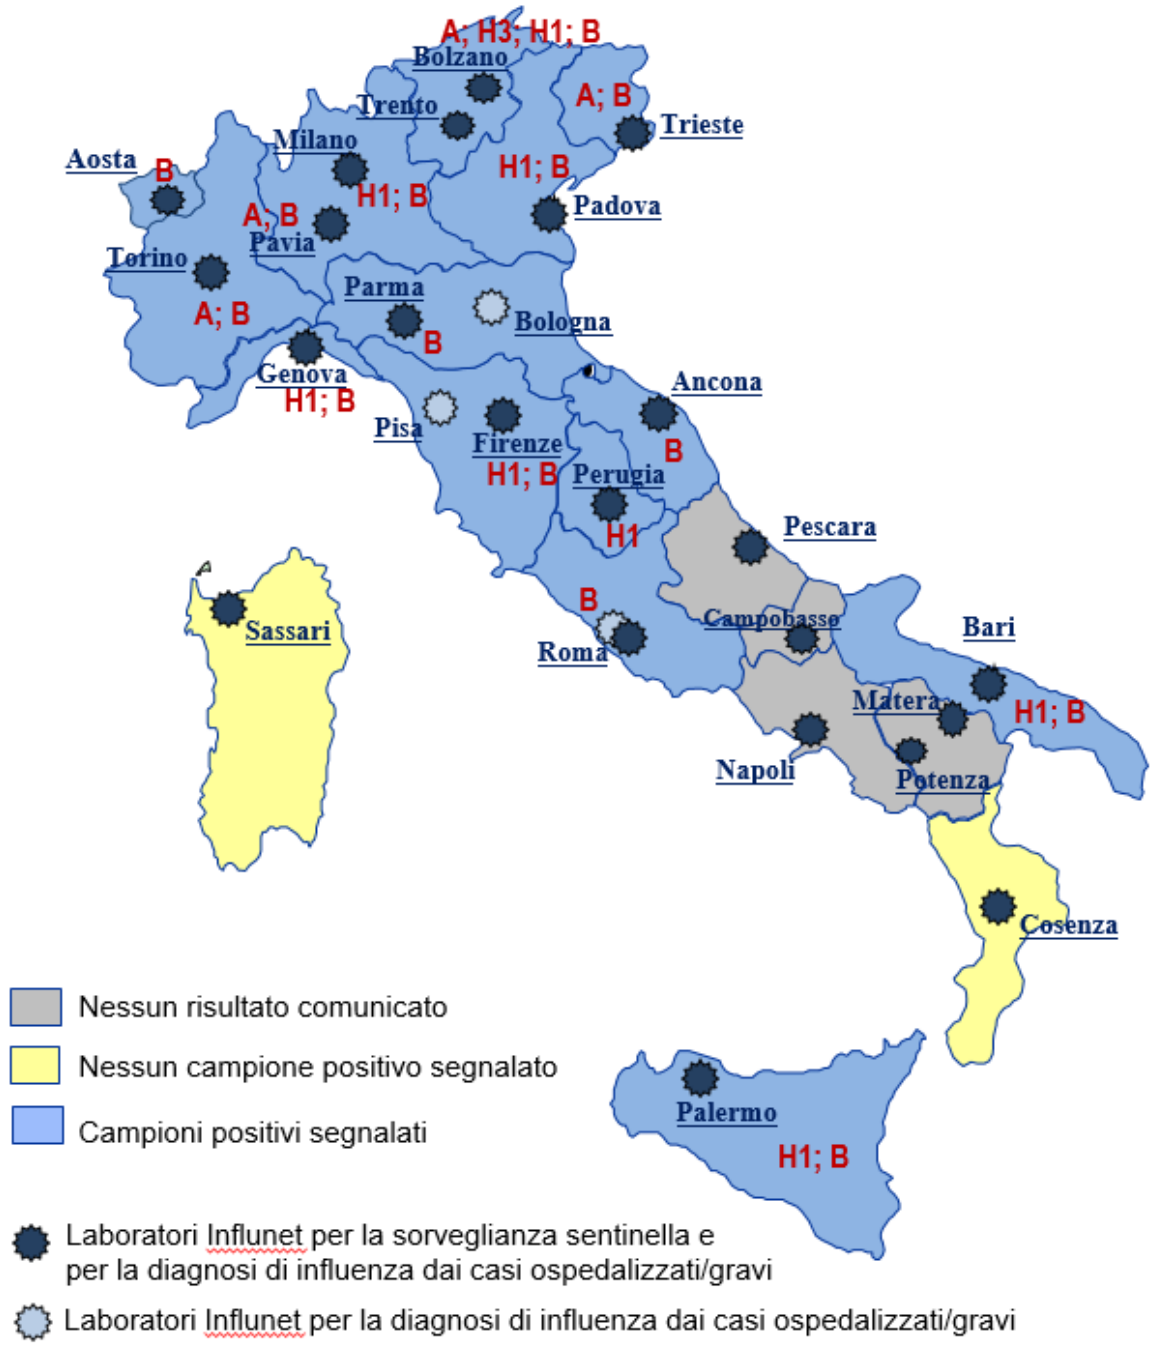 A; H3; H1; B
Bolzano
A; B
Trento
Trieste
Milano
Aosta
B
H1; B
H1; B
Padova
A; B
Pavia
Torino
Parma
A; B
Bologna
B
Genova
H1; B
Ancona
Pisa
Firenze
B
H1; B
Perugia
H1
Pescara
B
Campobasso
Sassari
Roma
Bari
Matera
H1; B
Napoli
Potenza
Cosenza
Nessun risultato comunicato
Nessun campione positivo segnalato
Campioni positivi segnalati
Palermo
H1; B
Laboratori Influnet per la sorveglianza sentinella e
per la diagnosi di influenza dai casi ospedalizzati/gravi
Laboratori Influnet per la diagnosi di influenza dai casi ospedalizzati/gravi